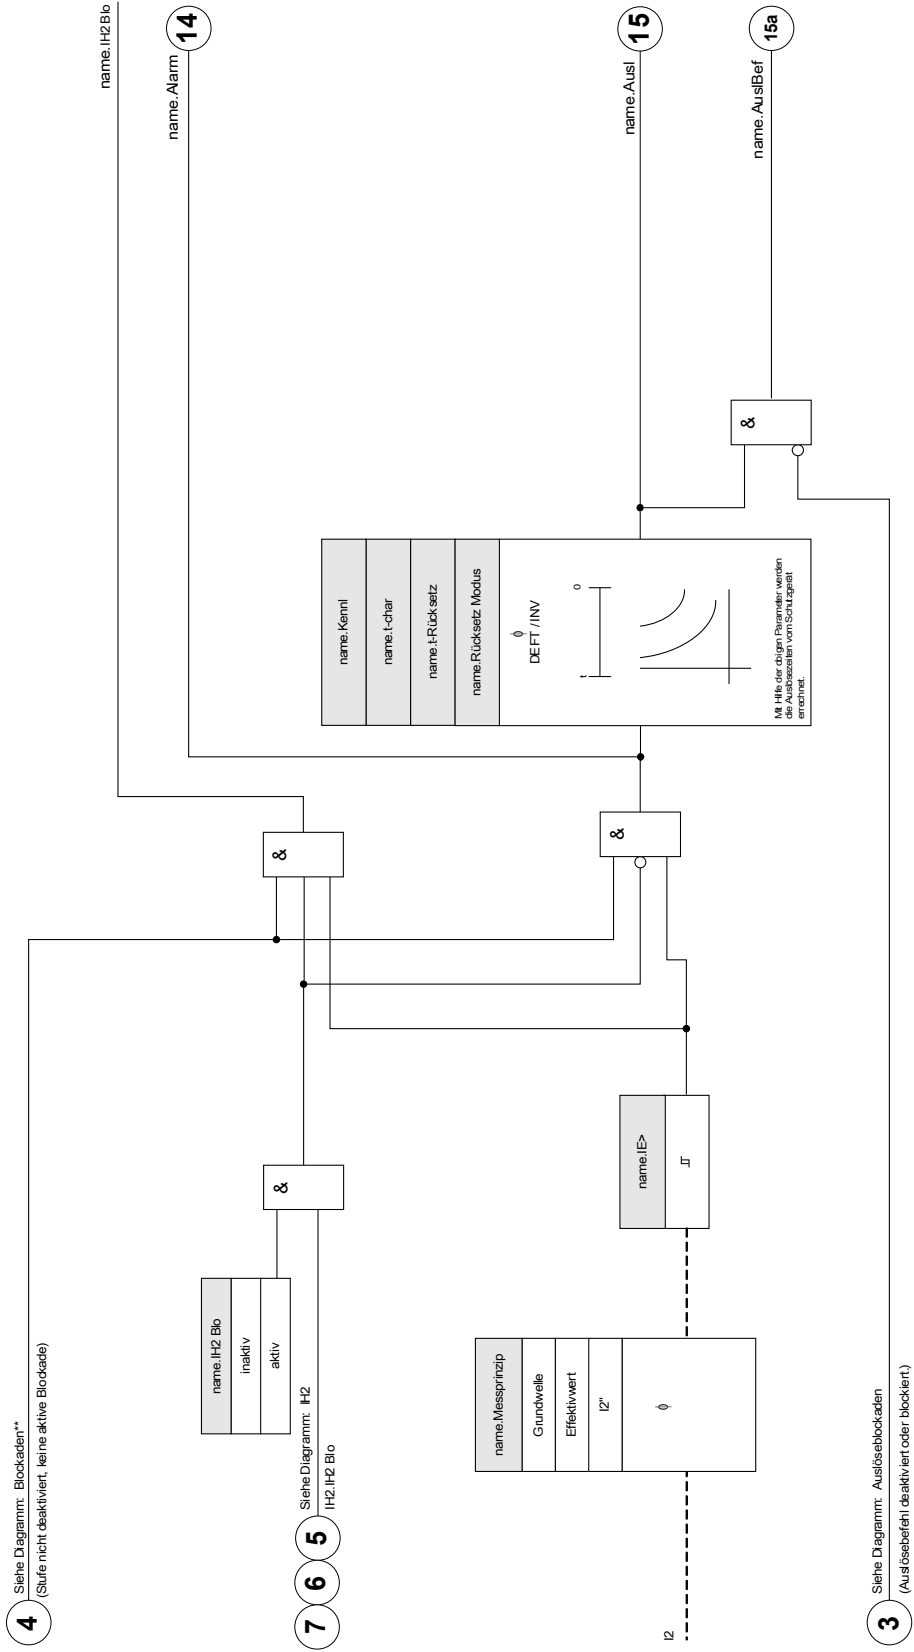 4
Siehe Diagramm: Blockaden**
(Stufe nicht deaktiviert, keine aktive Blockade)
name.IH2 Blo
inaktiv
aktiv
7
6
5
Siehe Diagramm: IH2
IH2.IH2 Blo
&
&
name.IH2 Blo
name.Alarm
14
I2
name.Messprinzip
Grundwelle
Effektivwert
I2"
ϕ
name.IE>
&
name.Kennl
name.t-char
name.t-Rücksetz
name.Rücksetz Modus
ϕ
DEFT / INV
t
0
Mit Hilfe der obigen Parameter werden
die Auslösezeiten vom Schutzgerät
errechnet.
name.Ausl
15
&
name.AuslBef
15a
3
Siehe Diagramm: Auslöseblockaden
(Auslösebefehl deaktiviert oder blockiert.)